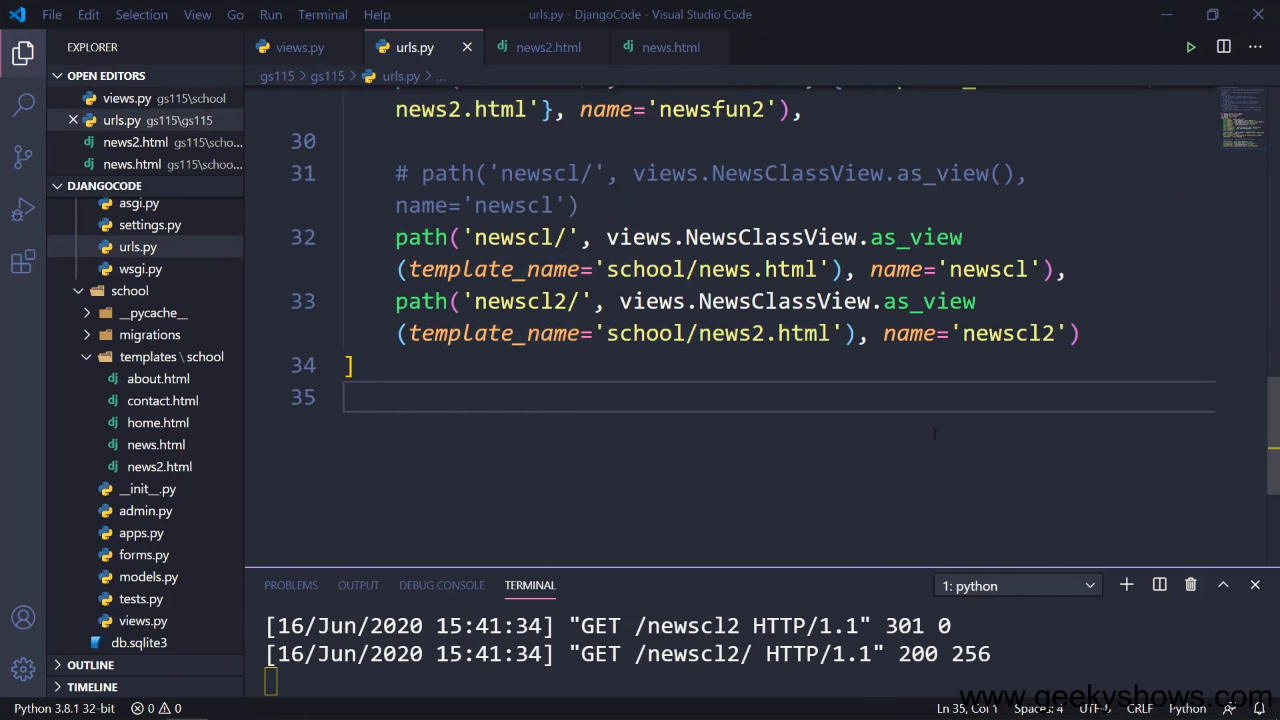 File Edit Selection View Go Run Terminal Help
urls.py - DjangoCode - Visual Studio Code
EXPLORER
views.py
urls.py
news2.html
news.html
OPEN EDITORS
gs115 > gs115 > urls.py > ...
views.py gs115\school
urls.py gs115\gs115
news2.html gs115\scho...
news.html gs115\school...
DJANGOCODE
asgi.py
settings.py
urls.py
wsgi.py
school
__pycache__
migrations
templates \ school
about.html
contact.html
home.html
news.html
news2.html
__init__.py
admin.py
apps.py
forms.py
models.py
tests.py
views.py
db.sqlite3
OUTLINE
TIMELINE
news2.html'}, name='newsfun2'),
30
31 # path('newscl/', views.NewsClassView.as_view(),
name='newscl')
32 path('newscl/', views.NewsClassView.as_view
(template_name='school/news.html'), name='newscl'),
33 path('newscl2/', views.NewsClassView.as_view
(template_name='school/news2.html'), name='newscl2')
34 ]
35
PROBLEMS OUTPUT DEBUG CONSOLE TERMINAL
1: python
[16/Jun/2020 15:41:34] "GET /newscl2 HTTP/1.1" 301 0
[16/Jun/2020 15:41:34] "GET /newscl2/ HTTP/1.1" 200 256
www.geekyshows.com
Python 3.8.1 32-bit 0 0
Ln 35, Col 1 Spaces: 4 UTF-8 CRLF Python